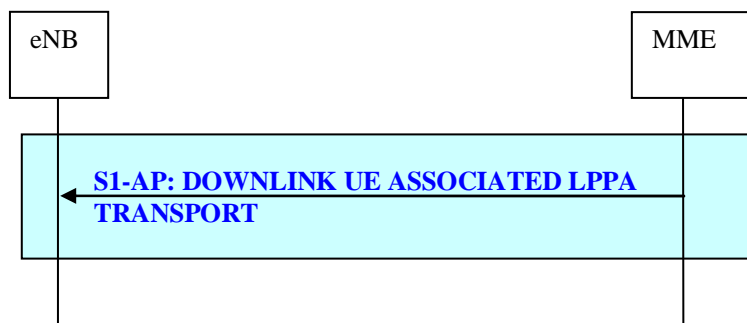 eNB
MME
S1-AP: DOWNLINK UE ASSOCIATED LPPA
TRANSPORT